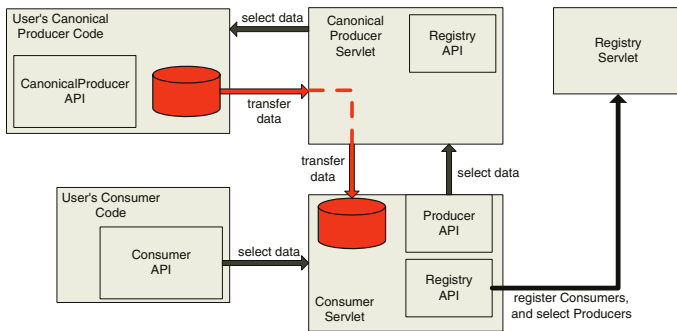 User's Canonical
Producer Code
CanonicalProducer
API
select data
transfer
data
Canonical
Producer
Servlet
Registry
API
Registry
Servlet
transfer
data
select data
User's Consumer
Code
Consumer
API
select data
Producer
API
Registry
API
Consumer
Servlet
register Consumers,
and select Producers